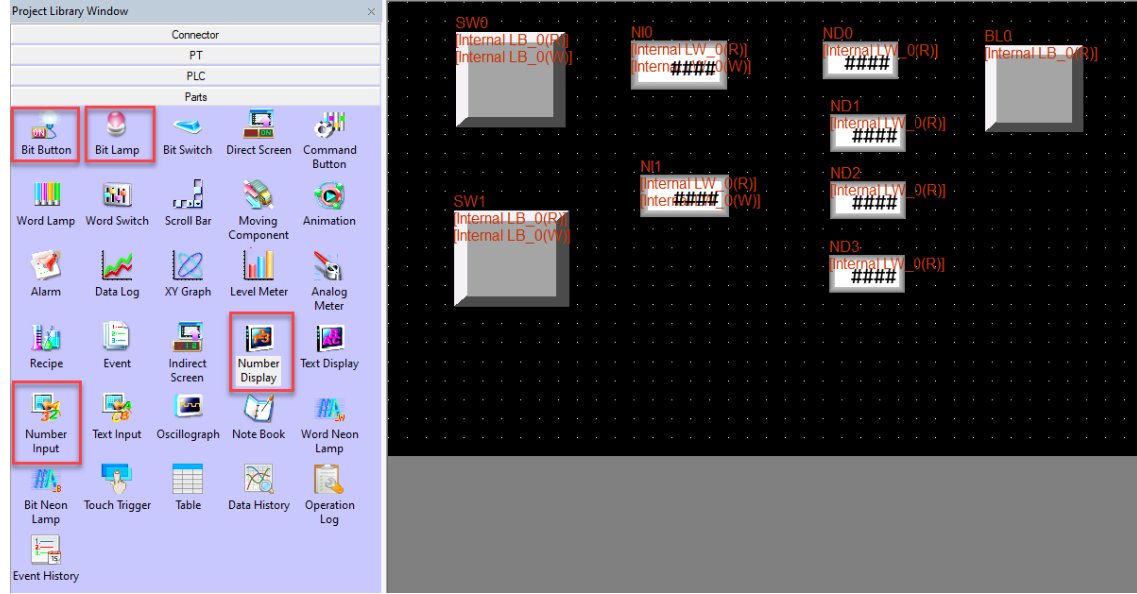 Project Library Window
Connector
PT
PLC
Parts
Bit Button
Bit Lamp
Bit Switch
Direct Screen
Command
Button
Word Lamp
Word Switch
Scroll Bar
Moving
Component
Animation
Alarm
Data Log
XY Graph
Level Meter
Analog
Meter
Recipe
Event
Indirect
Screen
Number
Display
Text Display
Number
Input
Text Input
Oscillograph
Note Book
Word Neon
Lamp
Bit Neon
Lamp
Touch Trigger
Table
Data History
Operation
Log
Event History
SW0
[Internal LB_0(R)]
[Internal LB_0(W)]
NI0
[Internal LW_0(R)]
####
ND0
[Internal LW_0(R)]
####
BL0
[Internal LB_0(R)]
ND1
[Internal LW_0(R)]
####
NI1
[Internal LW_0(R)]
####
ND2
[Internal LW_0(R)]
####
SW1
[Internal LB_0(R)]
[Internal LB_0(W)]
ND3
[Internal LW_0(R)]
####